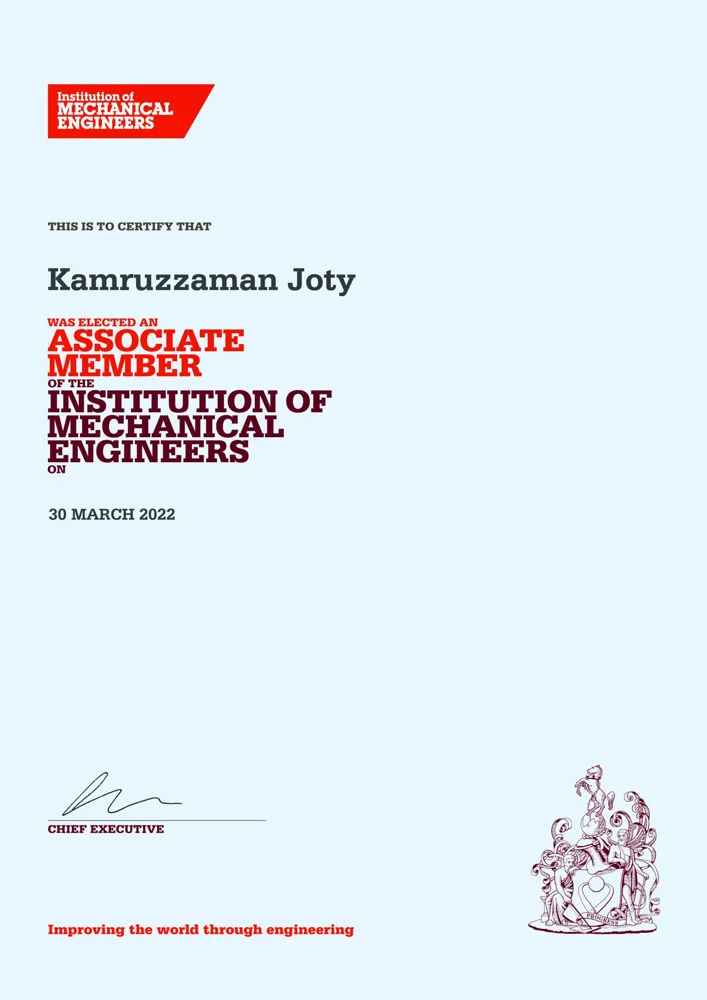 Institution of
MECHANICAL
ENGINEERS
THIS IS TO CERTIFY THAT
Kamruzzaman Joty
WAS ELECTED AN
ASSOCIATE
MEMBER
OF THE
INSTITUTION OF
MECHANICAL
ENGINEERS
ON
30 MARCH 2022
CHIEF EXECUTIVE
PROGRESS
Improving the world through engineering